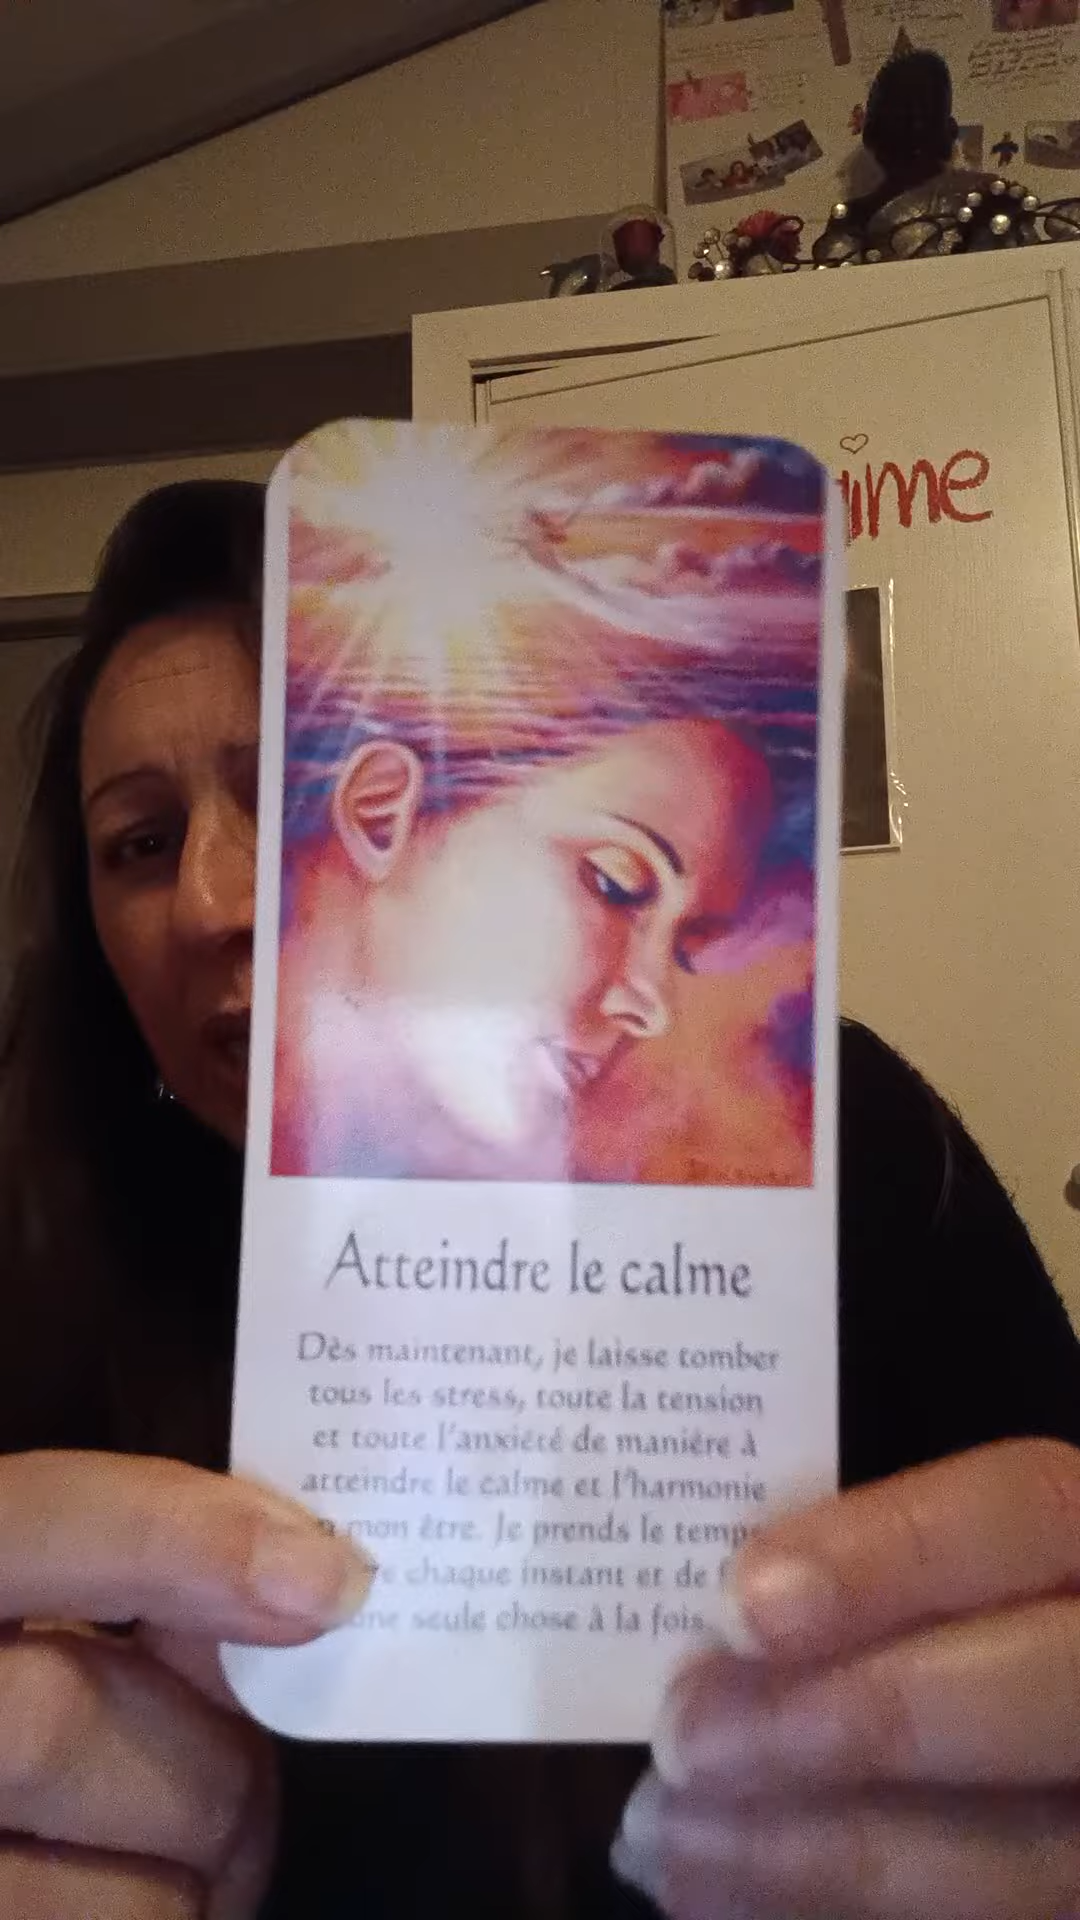 ime
Atteindre le calme
Dès maintenant, je laisse tomber
tous les stress, toute la tension
et toute l'anxiété de manière à
atteindre le calme et l'harmonie
mon être. Je prends le temps
chaque instant et de
une seule chose à la fois.